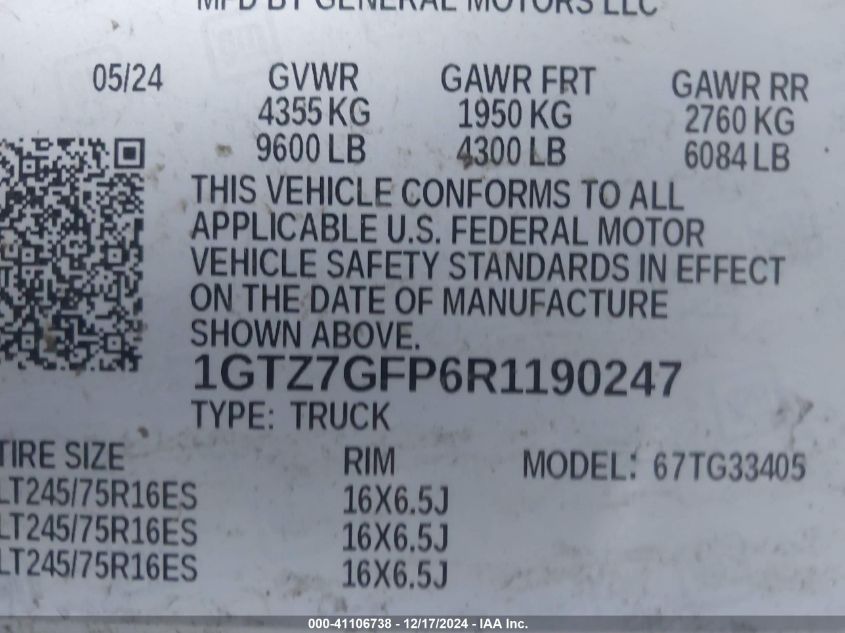 MFD BY GENERAL MOTORS LLC
05/24 GVWR GAWR FRT GAWR RR
4355 KG 1950 KG 2760 KG
9600 LB 4300 LB 6084 LB
THIS VEHICLE CONFORMS TO ALL
APPLICABLE U.S. FEDERAL MOTOR
VEHICLE SAFETY STANDARDS IN EFFECT
ON THE DATE OF MANUFACTURE
SHOWN ABOVE.
1GTZ7GFP6R1190247
TYPE: TRUCK
TIRE SIZE RIM MODEL: 67TG33405
LT245/75R16ES 16X6.5J
LT245/75R16ES 16X6.5J
LT245/75R16ES 16X6.5J
000-41106738 - 12/17/2024 - IAA Inc.